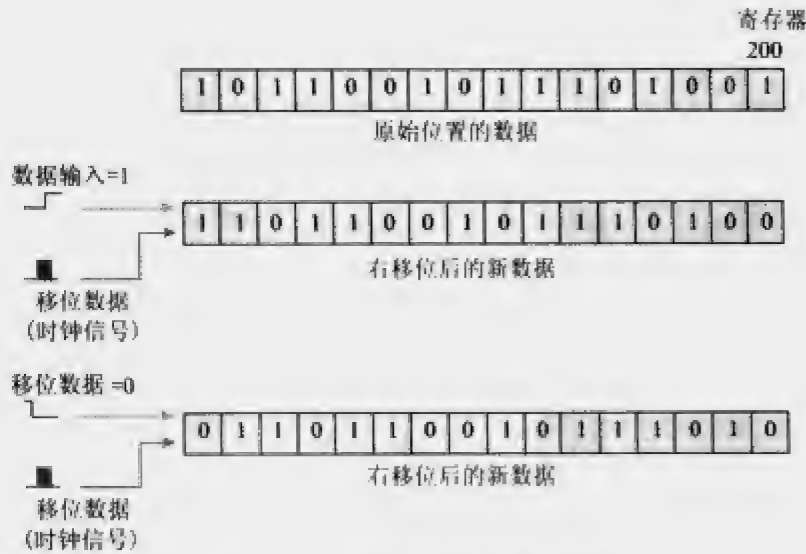 寄存器
200
1 0 1 1 0 0 1 0 1 1 1 0 1 0 0 1
原始位置的数据
数据输入=1
1 1 0 1 1 0 0 1 0 1 1 1 0 1 0 0
右移位后的新数据
移位数据
(时钟信号)
移位数据=0
0 1 1 0 1 1 0 0 1 0 1 1 1 0 1 0
右移位后的新数据
移位数据
(时钟信号)